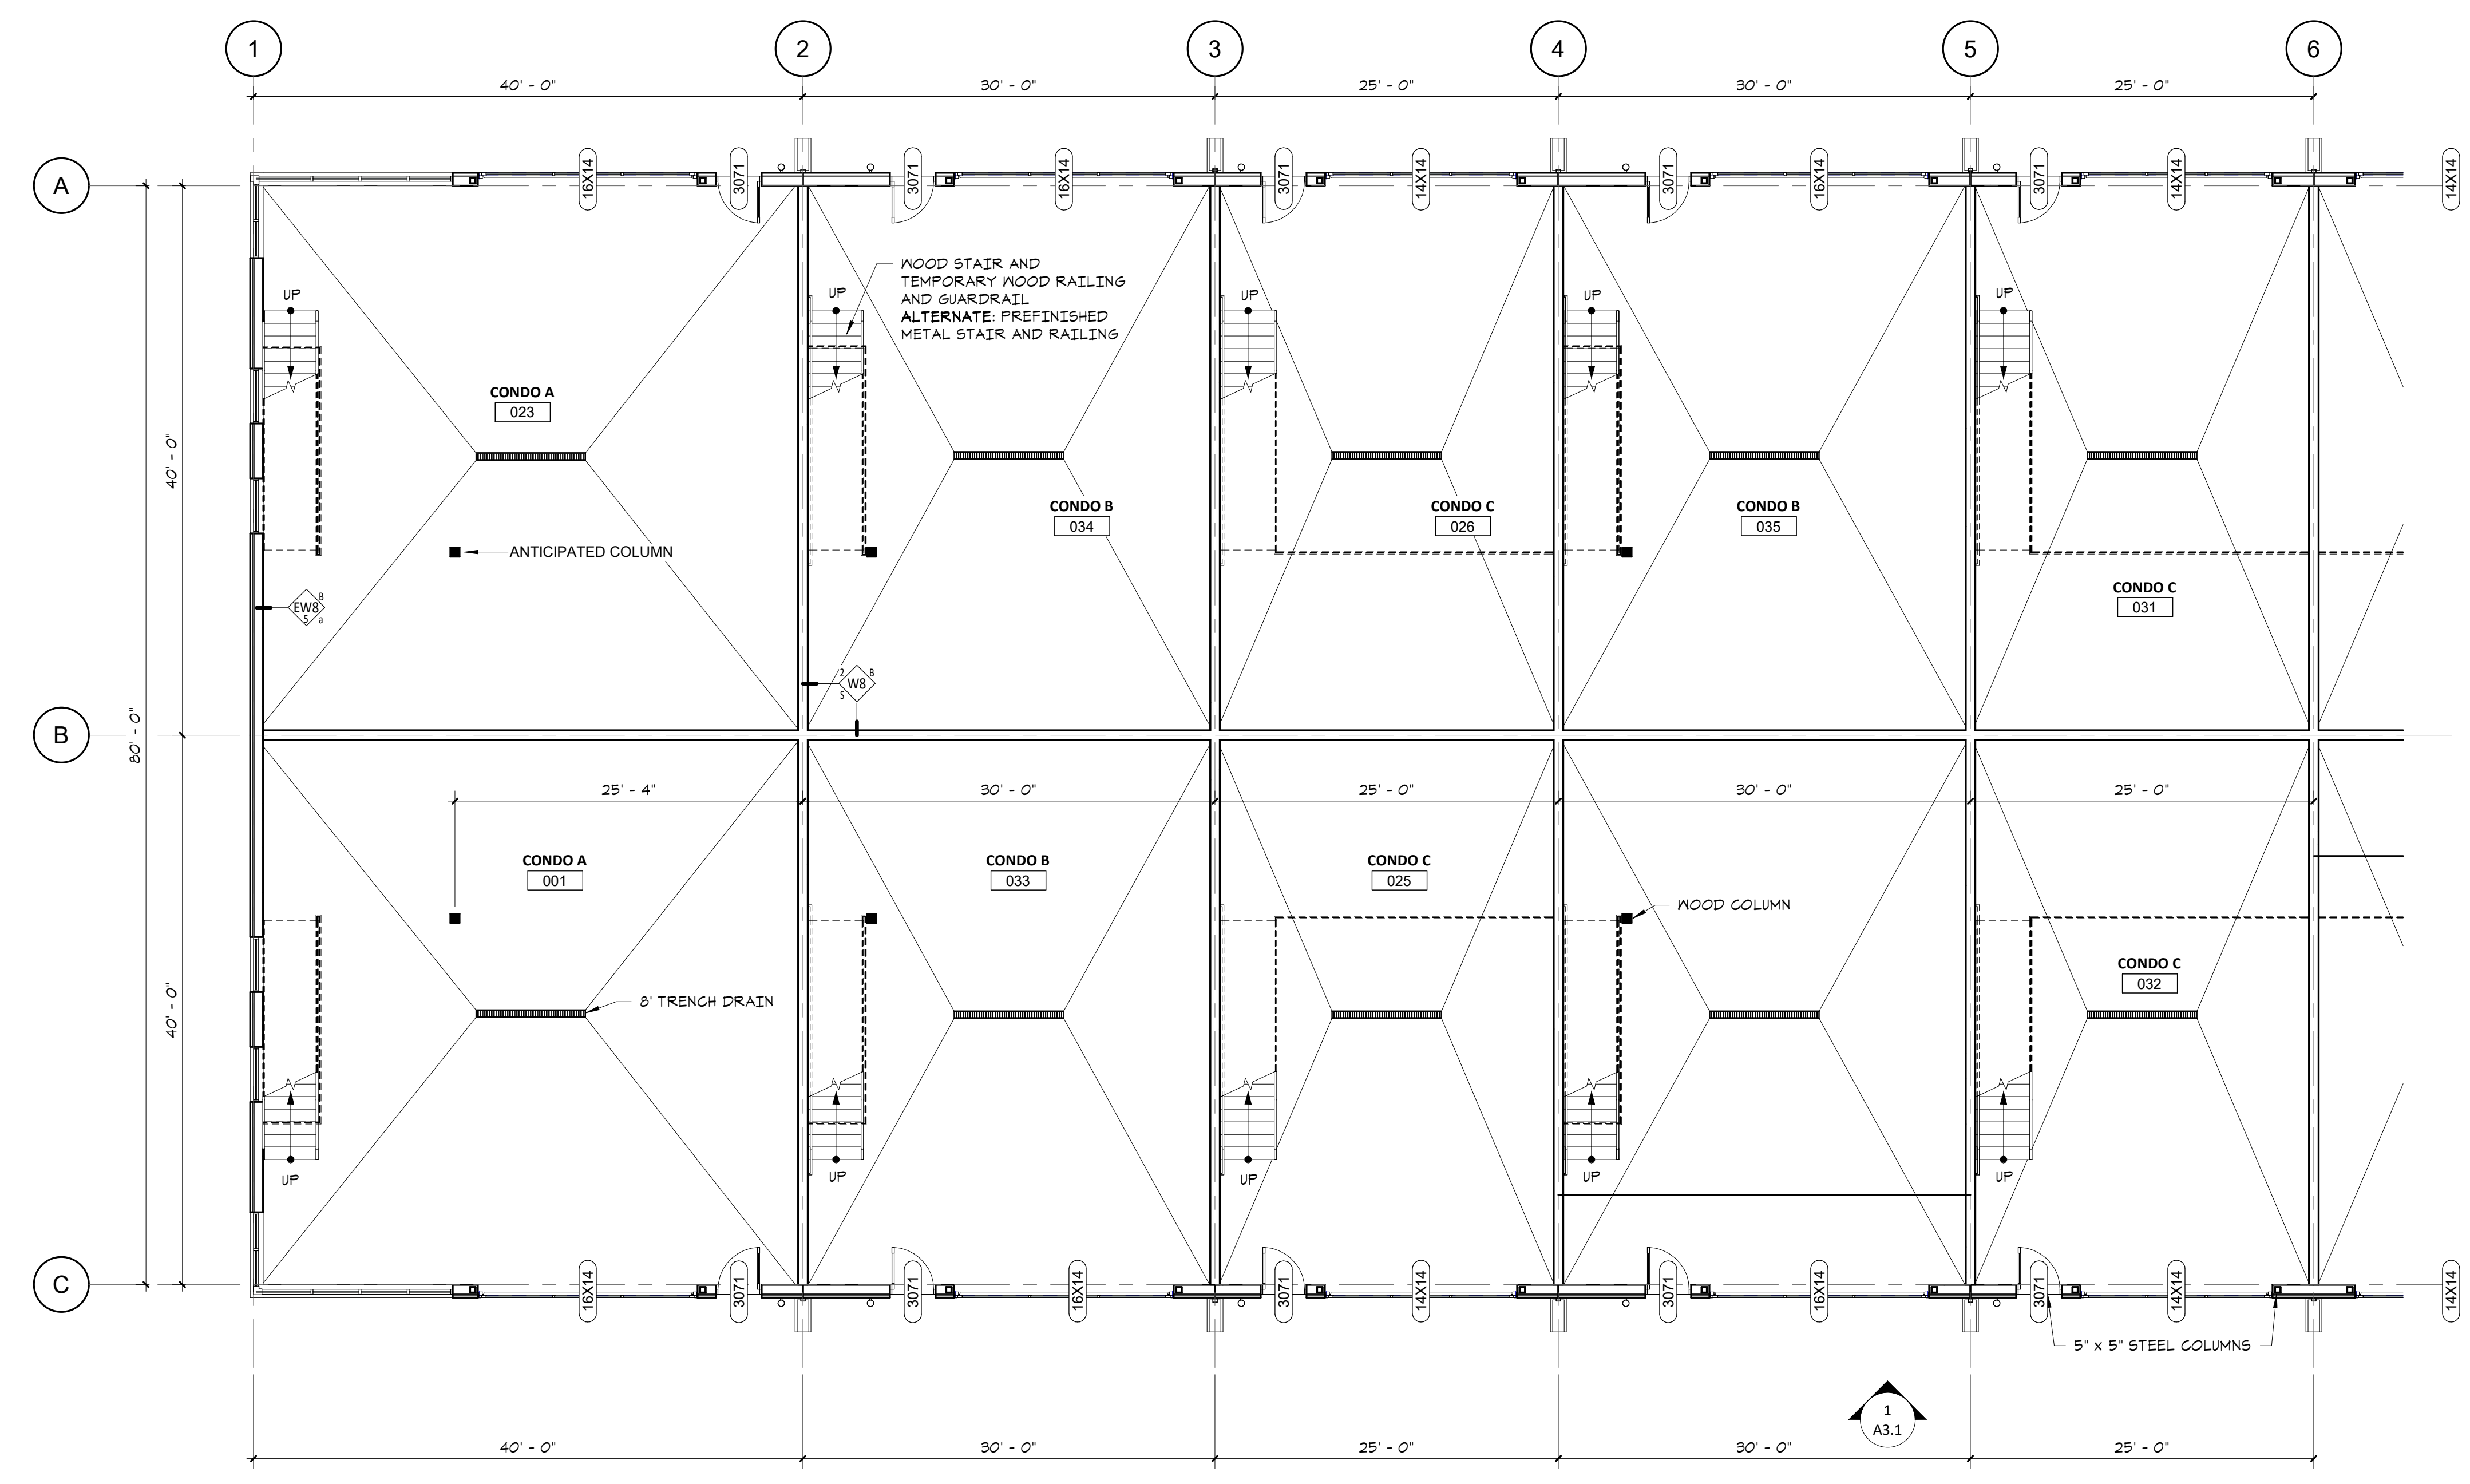 1
2
3
4
5
6
40' - 0"
30' - 0"
25' - 0"
30' - 0"
25' - 0"
A
16X14
3071
3071
16X14
3071
14X14
3071
16X14
3071
14X14
14X14
WOOD STAIR AND
TEMPORARY WOOD RAILING
AND GUARDRAIL
ALTERNATE: PREFINISHED
METAL STAIR AND RAILING
UP
UP
UP
UP
UP
CONDO A
023
40' - 0"
CONDO B
034
CONDO C
026
CONDO B
035
ANTICIPATED COLUMN
CONDO C
031
EW8
B
5
a
2
B
W8
S
B
80' - 0"
25' - 4"
30' - 0"
25' - 0"
30' - 0"
25' - 0"
CONDO A
001
CONDO B
033
CONDO C
025
WOOD COLUMN
CONDO C
032
8' TRENCH DRAIN
40' - 0"
UP
UP
UP
UP
UP
C
16X14
3071
3071
16X14
3071
14X14
3071
16X14
3071
14X14
14X14
5" x 5" STEEL COLUMNS
1
A3.1
40' - 0"
30' - 0"
25' - 0"
30' - 0"
25' - 0"